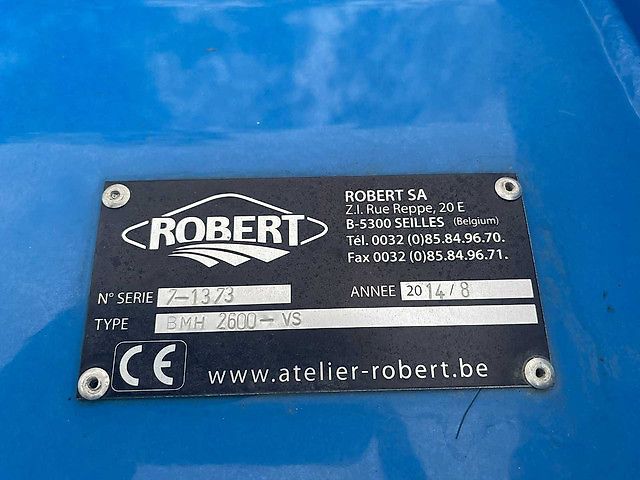 ROBERT
ROBERT SA
Z.I. Rue Reppe, 20 E
B-5300 SEILLES (Belgium)
Tél. 0032 (0)85.84.96.70.
Fax 0032 (0)85.84.96.71.
N° SERIE 7-1373
ANNEE 2014/8
TYPE BMH 2600-VS
CE www.atelier-robert.be